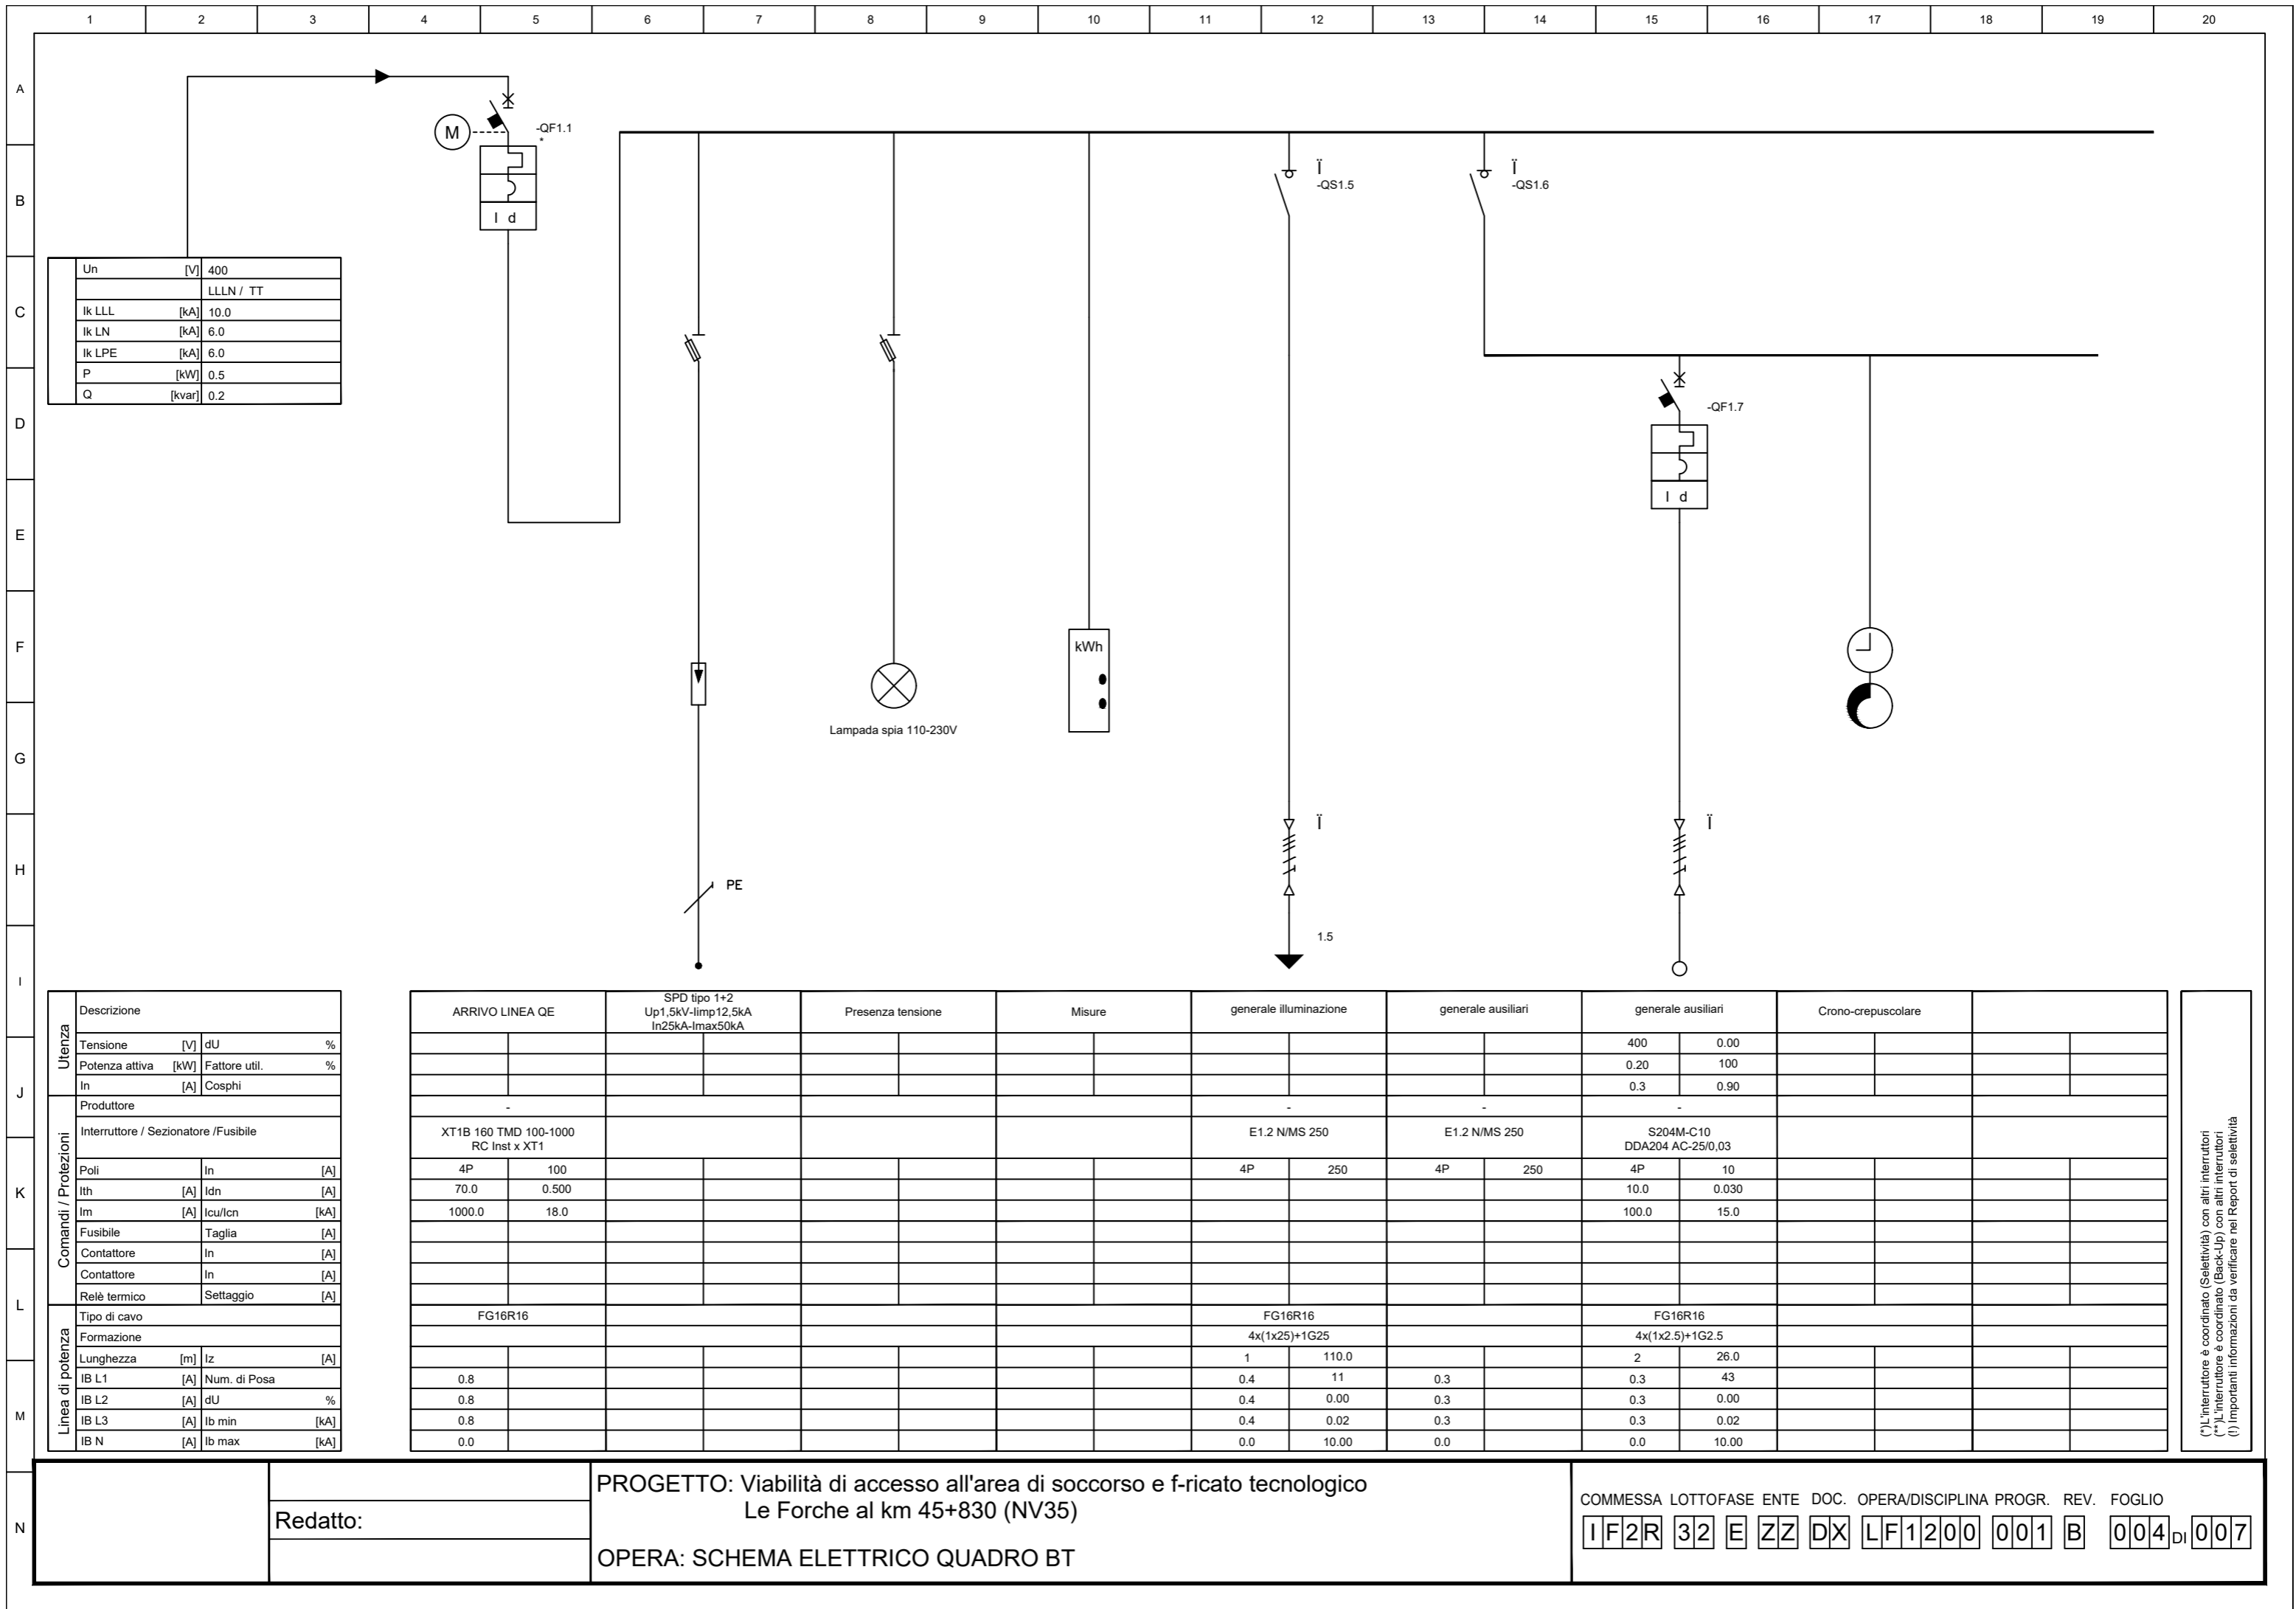 1 2 3 4 5 6 7 8 9 10 11 12 13 14 15 16 17 18 19 20
A
B
C
D
E
F
G
H
I
J
K
L
M
N
M
-QF1.1
*
I d
Ï
-QS1.5
Ï
-QS1.6
Un [V] 400
LLLN / TT
Ik LLL [kA] 10.0
Ik LN [kA] 6.0
Ik LPE [kA] 6.0
P [kW] 0.5
Q [kvar] 0.2
-QF1.7
I d
kWh
Lampada spia 110-230V
Ï
Ï
PE
1.5
Utenza
Descrizione
Tensione [V] dU %
Potenza attiva [kW] Fattore util. %
In [A] Cosphi
Comandi / Protezioni
Produttore
Interruttore / Sezionatore /Fusibile
Poli In [A]
Ith [A] Idn [A]
Im [A] Icu/Icn [kA]
Fusibile Taglia [A]
Contattore In [A]
Contattore In [A]
Relè termico Settaggio [A]
Linea di potenza
Tipo di cavo
Formazione
Lunghezza [m] Iz [A]
IB L1 [A] Num. di Posa
IB L2 [A] dU %
IB L3 [A] Ib min [kA]
IB N [A] Ib max [kA]
ARRIVO LINEA QE
-
XT1B 160 TMD 100-1000
RC Inst x XT1
4P 100
70.0 0.500
1000.0 18.0
FG16R16
0.8
0.8
0.8
0.0
SPD tipo 1+2
Up1,5kV-Iimp12,5kA
In25kA-Imax50kA
Presenza tensione
Misure
generale illuminazione
-
E1.2 N/MS 250
4P 250
FG16R16
4x(1x25)+1G25
1 110.0
0.4 11
0.4 0.00
0.4 0.02
0.0 10.00
generale ausiliari
-
E1.2 N/MS 250
4P 250
0.3
0.3
0.3
0.0
generale ausiliari
400 0.00
0.20 100
0.3 0.90
-
S204M-C10
DDA204 AC-25/0,03
4P 10
10.0 0.030
100.0 15.0
FG16R16
4x(1x2.5)+1G2.5
2 26.0
0.3 43
0.3 0.00
0.3 0.02
0.0 10.00
Crono-crepuscolare
(*)L'interruttore è coordinato (Selettività) con altri interruttori
(**)L'interruttore è coordinato (Back-Up) con altri interruttori
(!) Importanti informazioni da verificare nel Report di selettività
Redatto:
PROGETTO: Viabilità di accesso all'area di soccorso e f-ricato tecnologico
Le Forche al km 45+830 (NV35)
OPERA: SCHEMA ELETTRICO QUADRO BT
COMMESSA LOTTO FASE ENTE DOC. OPERA/DISCIPLINA PROGR. REV. FOGLIO
IF2R 32 E ZZ DX LF1200 001 B 004 DI 007